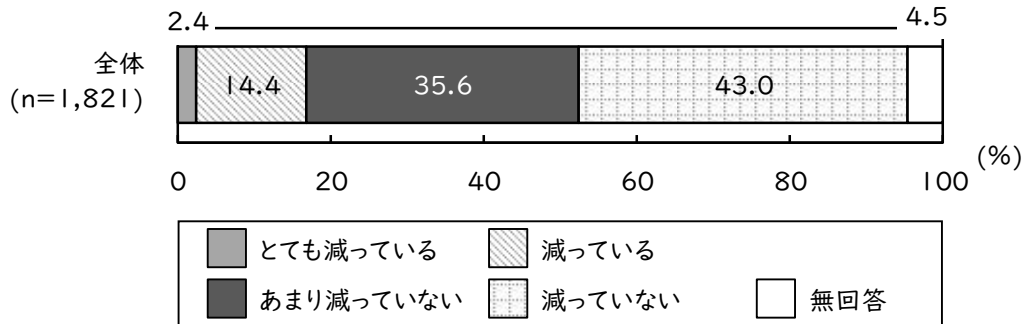 2.4 4.5
全体
(n=1,821)
14.4 35.6 43.0
(%)
0 20 40 60 80 100
とても減っている 減っている
あまり減っていない 減っていない 無回答